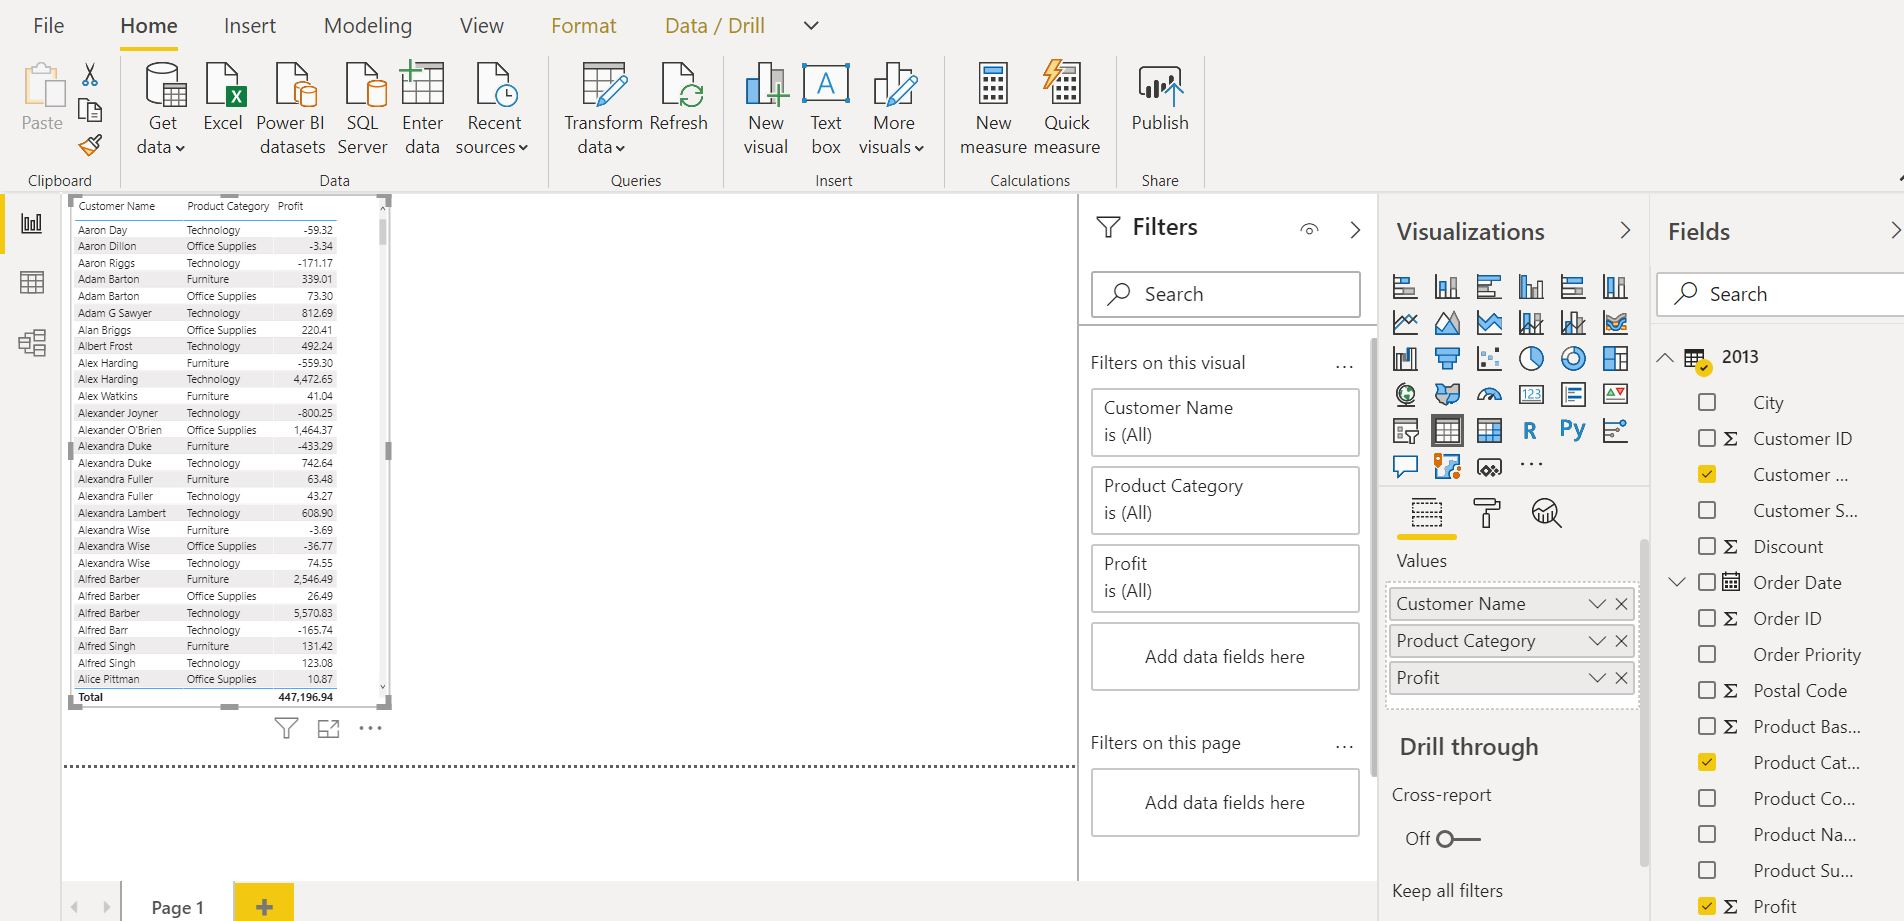 File Home Insert Modeling View Format Data / Drill
Paste
Get data
Excel
Power BI datasets
SQL Server
Enter data
Recent sources
Transform data
Refresh
New visual
Text box
More visuals
New measure
Quick measure
Publish
Clipboard Data Queries Insert Calculations Share
Customer Name Product Category Profit
Aaron Day Technology -59.32
Aaron Dillon Office Supplies -3.34
Aaron Riggs Technology -171.17
Adam Barton Furniture 339.01
Adam Barton Office Supplies 73.30
Adam G Sawyer Technology 812.69
Alan Briggs Office Supplies 220.41
Albert Frost Technology 492.24
Alex Harding Furniture -559.30
Alex Harding Technology 4,472.65
Alex Watkins Furniture 41.04
Alexander Joyner Technology -800.25
Alexander O'Brien Office Supplies 1,464.37
Alexandra Duke Furniture -433.29
Alexandra Duke Technology 742.64
Alexandra Fuller Furniture 63.48
Alexandra Fuller Technology 43.27
Alexandra Lambert Technology 608.90
Alexandra Wise Furniture -3.69
Alexandra Wise Office Supplies -36.77
Alexandra Wise Technology 74.55
Alfred Barber Furniture 2,546.49
Alfred Barber Office Supplies 26.49
Alfred Barber Technology 5,570.83
Alfred Barr Technology -165.74
Alfred Singh Furniture 131.42
Alfred Singh Technology 123.08
Alice Pittman Office Supplies 10.87
Total 447,196.94
Page 1
Filters
Search
Filters on this visual ...
Customer Name
is (All)
Product Category
is (All)
Profit
is (All)
Add data fields here
Filters on this page ...
Add data fields here
Visualizations
123
R Py
...
Values
Customer Name
Product Category
Profit
Drill through
Cross-report
Off
Keep all filters
Fields
Search
2013
City
Σ Customer ID
Customer ...
Customer S...
Σ Discount
Order Date
Σ Order ID
Order Priority
Σ Postal Code
Σ Product Bas...
Product Cat...
Product Co...
Product Na...
Product Su...
Σ Profit